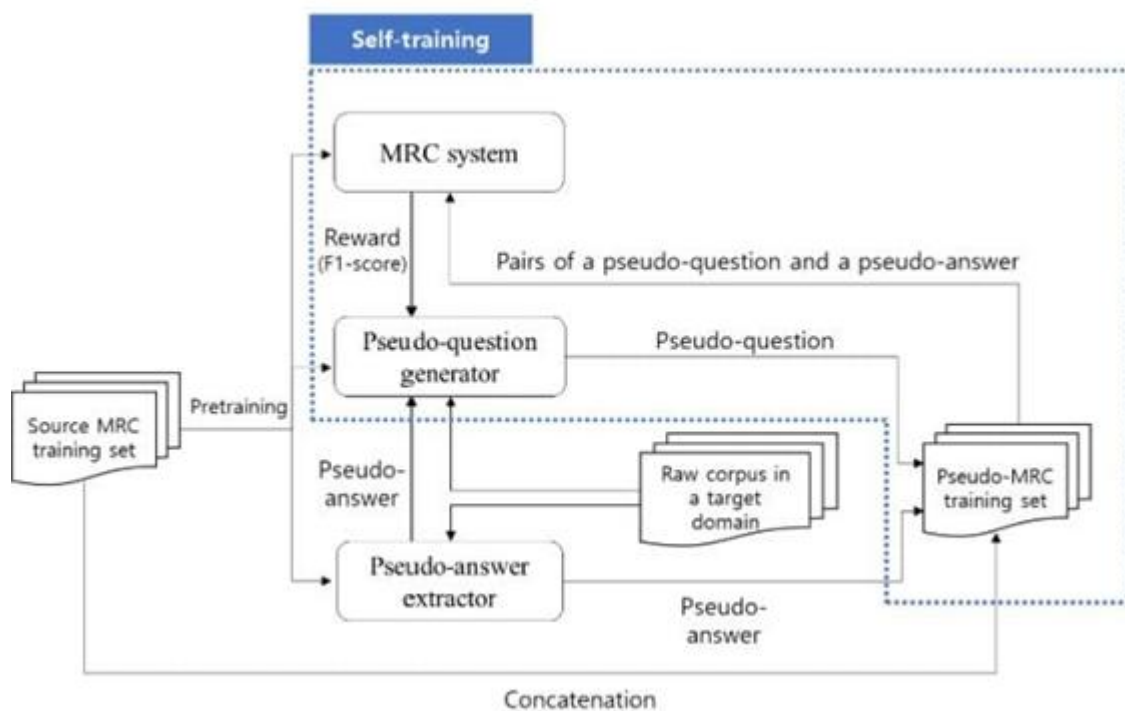 Self-training
MRC system
Reward
(F1-score)
Pairs of a pseudo-question and a pseudo-answer
Pseudo-question
generator
Pseudo-question
Source MRC
training set
Pretraining
Pseudo-
answer
Raw corpus in
a target
domain
Pseudo-MRC
training set
Pseudo-answer
extractor
Pseudo-
answer
Concatenation